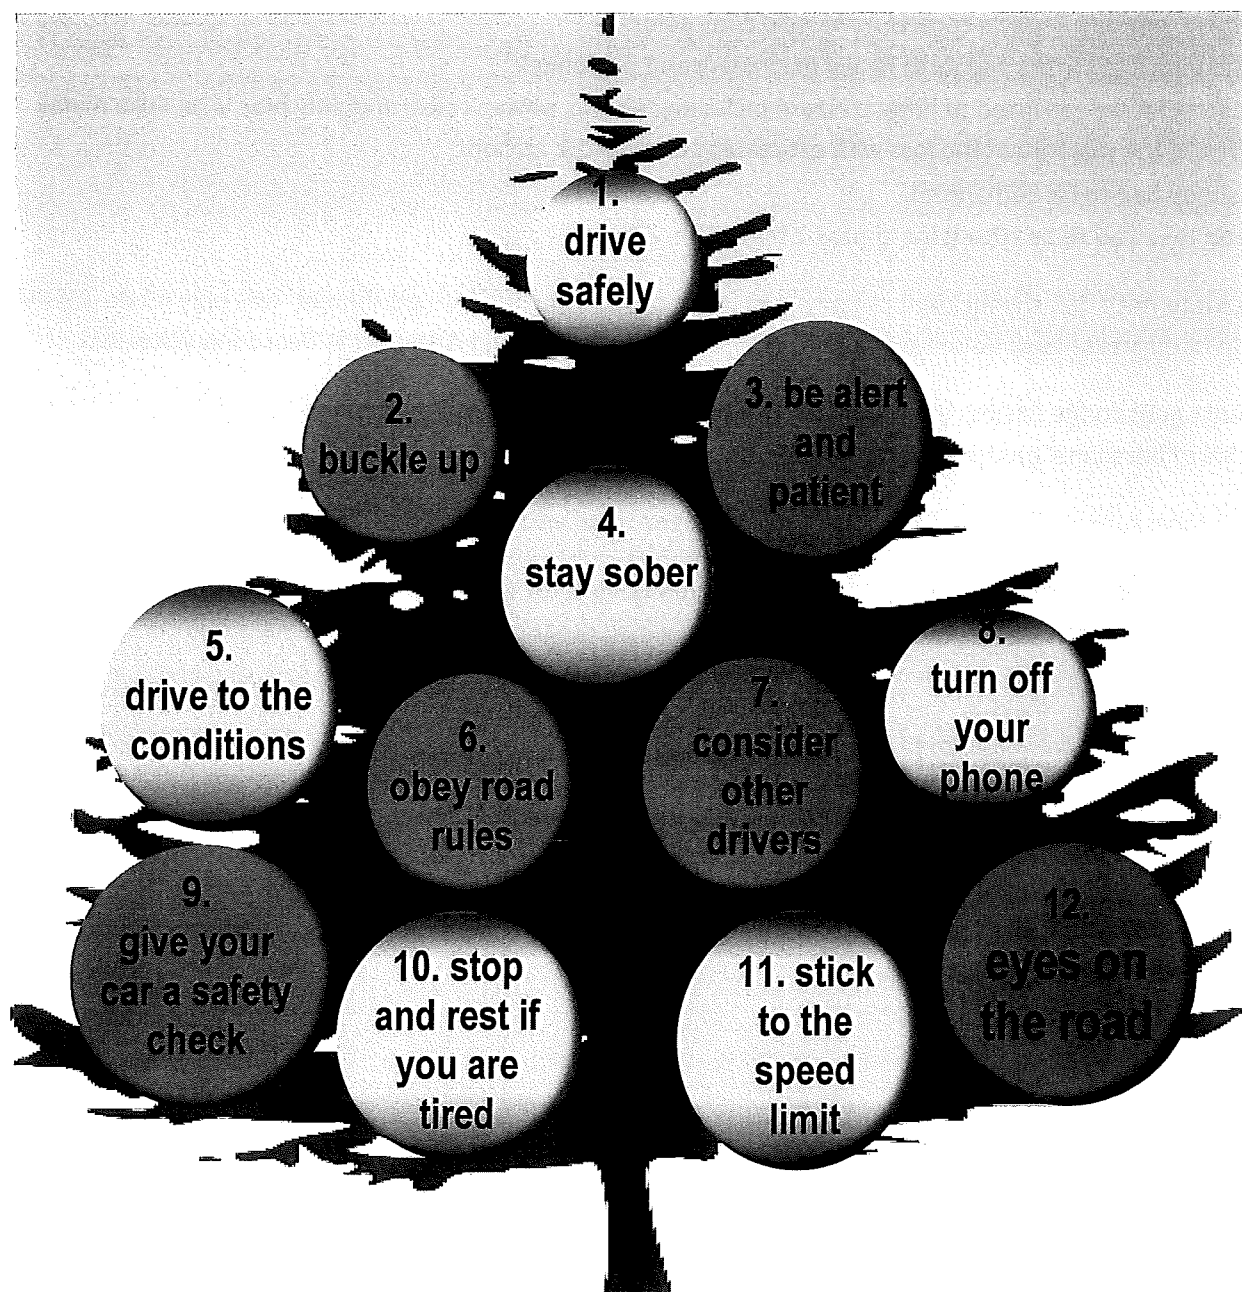 1.
drive
safely
2.
buckle up
3. be alert
and
patient
4.
stay sober
5.
drive to the
conditions
6.
obey road
rules
7.
consider
other
drivers
8.
turn off
your
phone
9.
give your
car a safety
check
10. stop
and rest if
you are
tired
11. stick
to the
speed
limit
12.
eyes on
the road